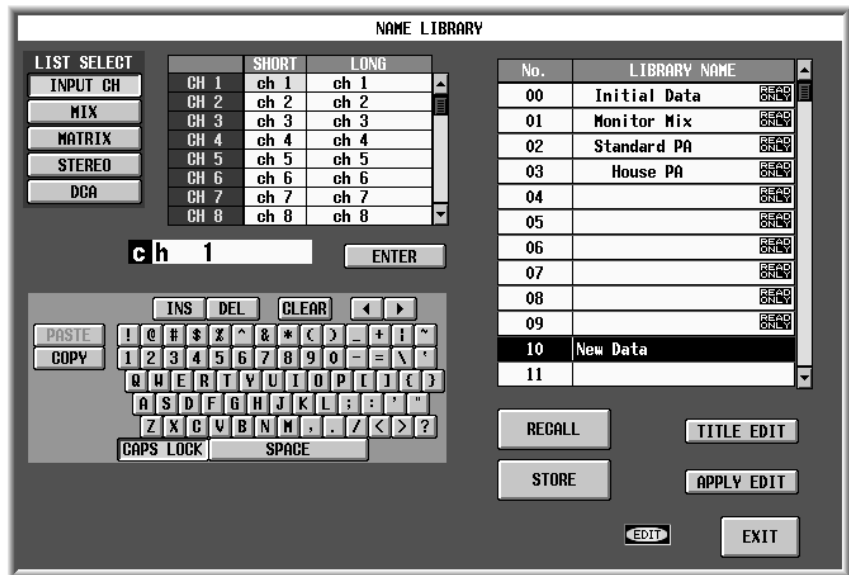 NAME LIBRARY
LIST SELECT
INPUT CH
MIX
MATRIX
STEREO
DCA
SHORT LONG
CH 1 ch 1 ch 1
CH 2 ch 2 ch 2
CH 3 ch 3 ch 3
CH 4 ch 4 ch 4
CH 5 ch 5 ch 5
CH 6 ch 6 ch 6
CH 7 ch 7 ch 7
CH 8 ch 8 ch 8
ch 1
ENTER
INS DEL CLEAR
PASTE ! @ # $ % ^ & * ( ) _ + ¦ ~
COPY 1 2 3 4 5 6 7 8 9 0 - = \ `
Q W E R T Y U I O P [ ] { }
A S D F G H J K L ; : ' "
Z X C V B N M , . / < > ?
CAPS LOCK SPACE
No. LIBRARY NAME
00 Initial Data READ ONLY
01 Monitor Mix READ ONLY
02 Standard PA READ ONLY
03 House PA READ ONLY
04 READ ONLY
05 READ ONLY
06 READ ONLY
07 READ ONLY
08 READ ONLY
09 READ ONLY
10 New Data
11
RECALL
TITLE EDIT
STORE
APPLY EDIT
EDIT
EXIT